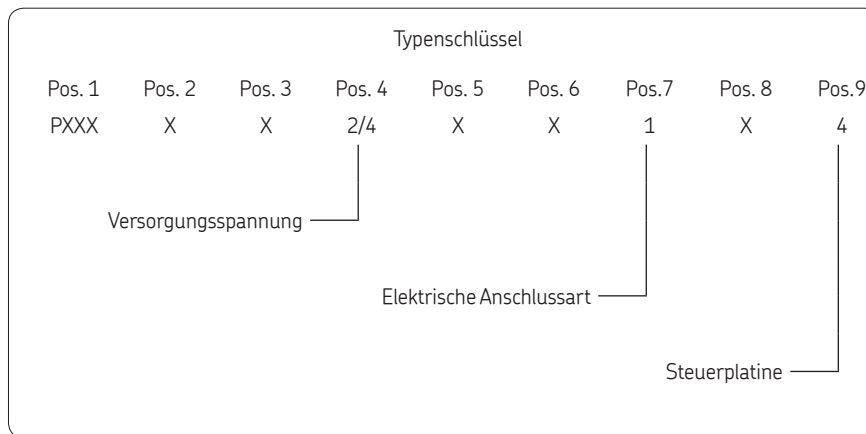 Typenschlüssel
Pos. 1 Pos. 2 Pos. 3 Pos. 4 Pos. 5 Pos. 6 Pos.7 Pos. 8 Pos.9
PXXX X X 2/4 X X 1 X 4
Versorgungsspannung
Elektrische Anschlussart
Steuerplatine